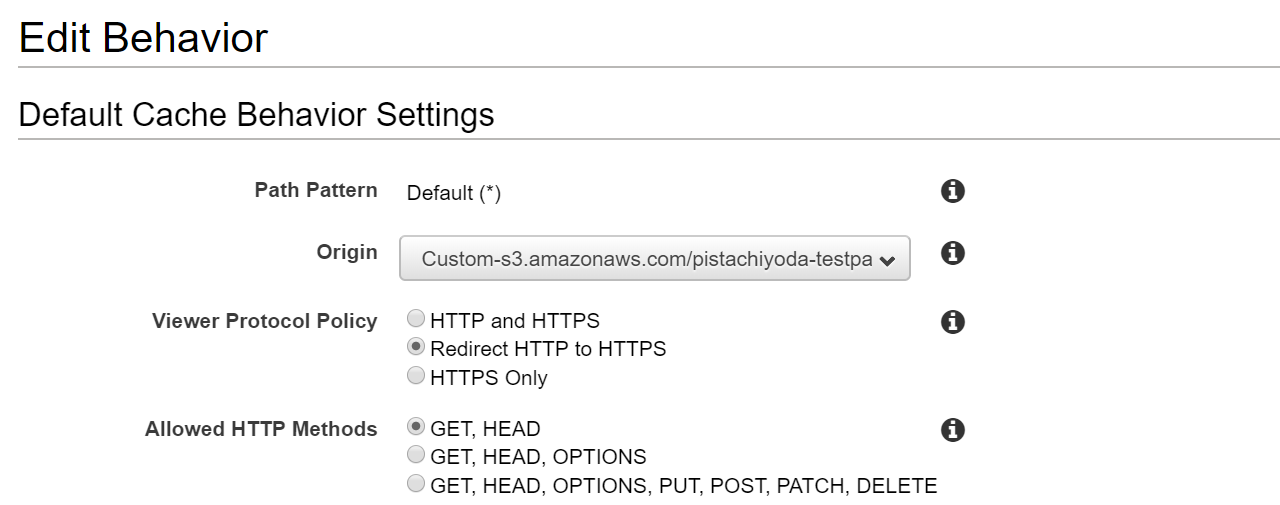 Edit Behavior
Default Cache Behavior Settings
Path Pattern Default (*)
Origin Custom-s3.amazonaws.com/pistachiyoda-testpa
Viewer Protocol Policy HTTP and HTTPS
Redirect HTTP to HTTPS
HTTPS Only
Allowed HTTP Methods GET, HEAD
GET, HEAD, OPTIONS
GET, HEAD, OPTIONS, PUT, POST, PATCH, DELETE